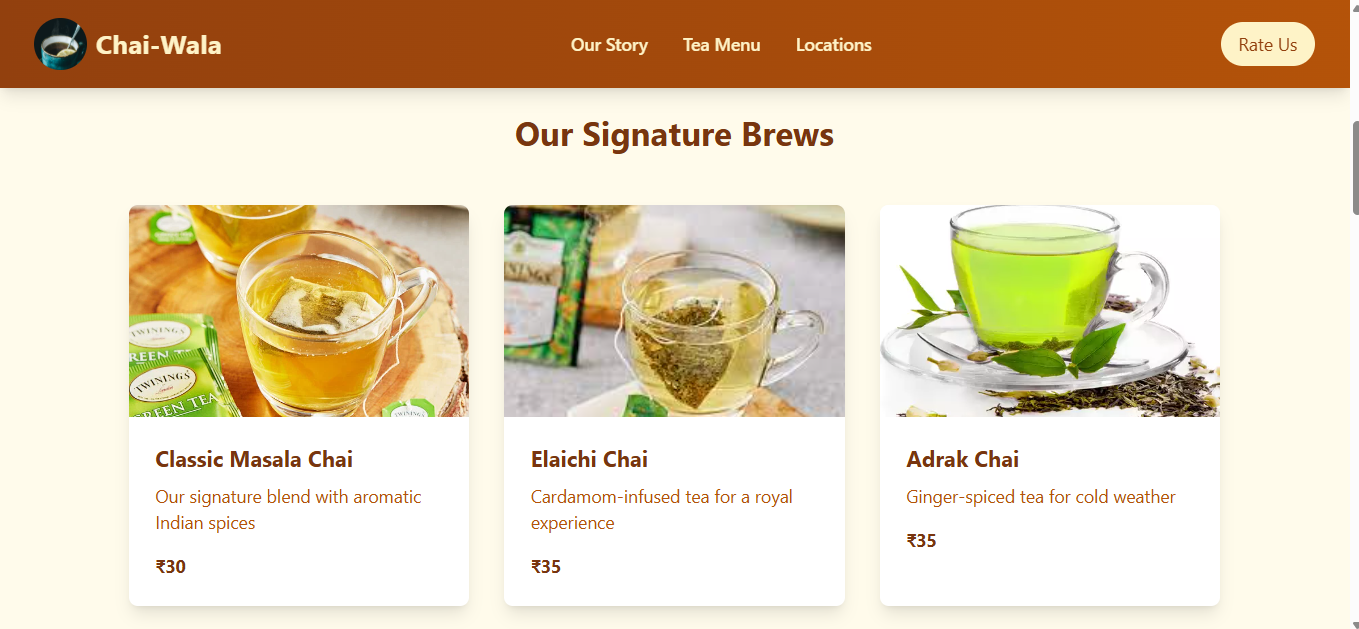 Chai-Wala
Our Story
Tea Menu
Locations
Rate Us
Our Signature Brews
TWININGS
REEN T
TWININGS
London
GREEN TEA
Classic Masala Chai
Our signature blend with aromatic
Indian spices
₹30
Elaichi Chai
Cardamom-infused tea for a royal
experience
₹35
Adrak Chai
Ginger-spiced tea for cold weather
₹35